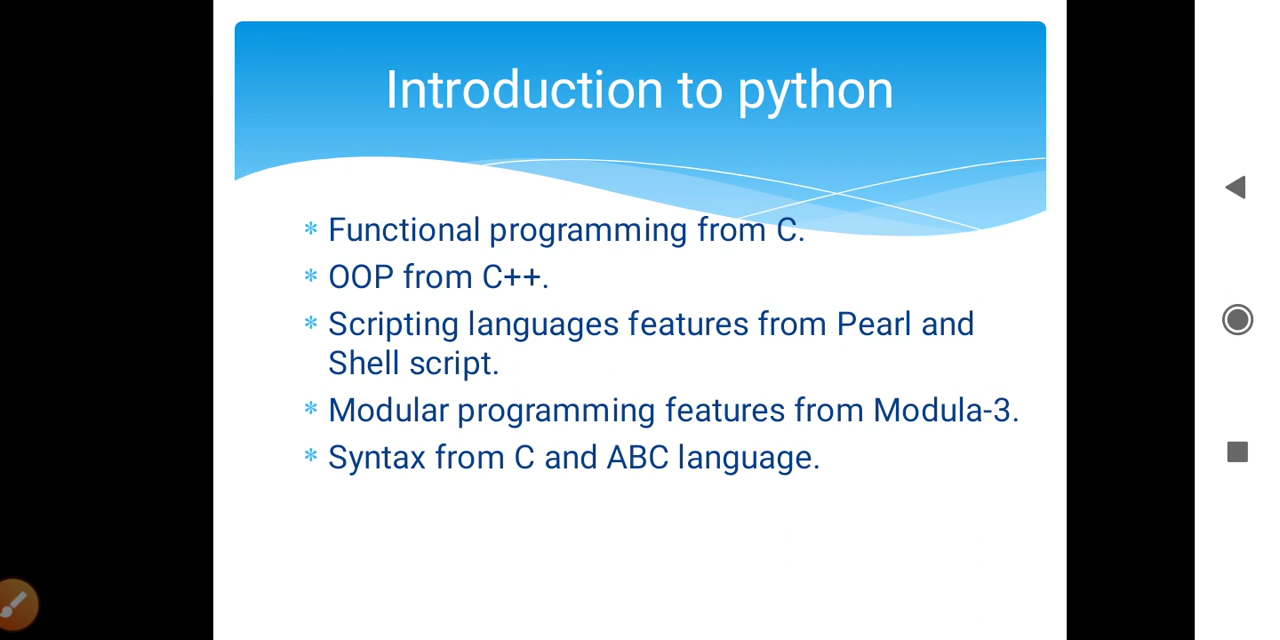 Introduction to python
* Functional programming from C.
* OOP from C++.
* Scripting languages features from Pearl and
Shell script.
* Modular programming features from Modula-3.
* Syntax from C and ABC language.